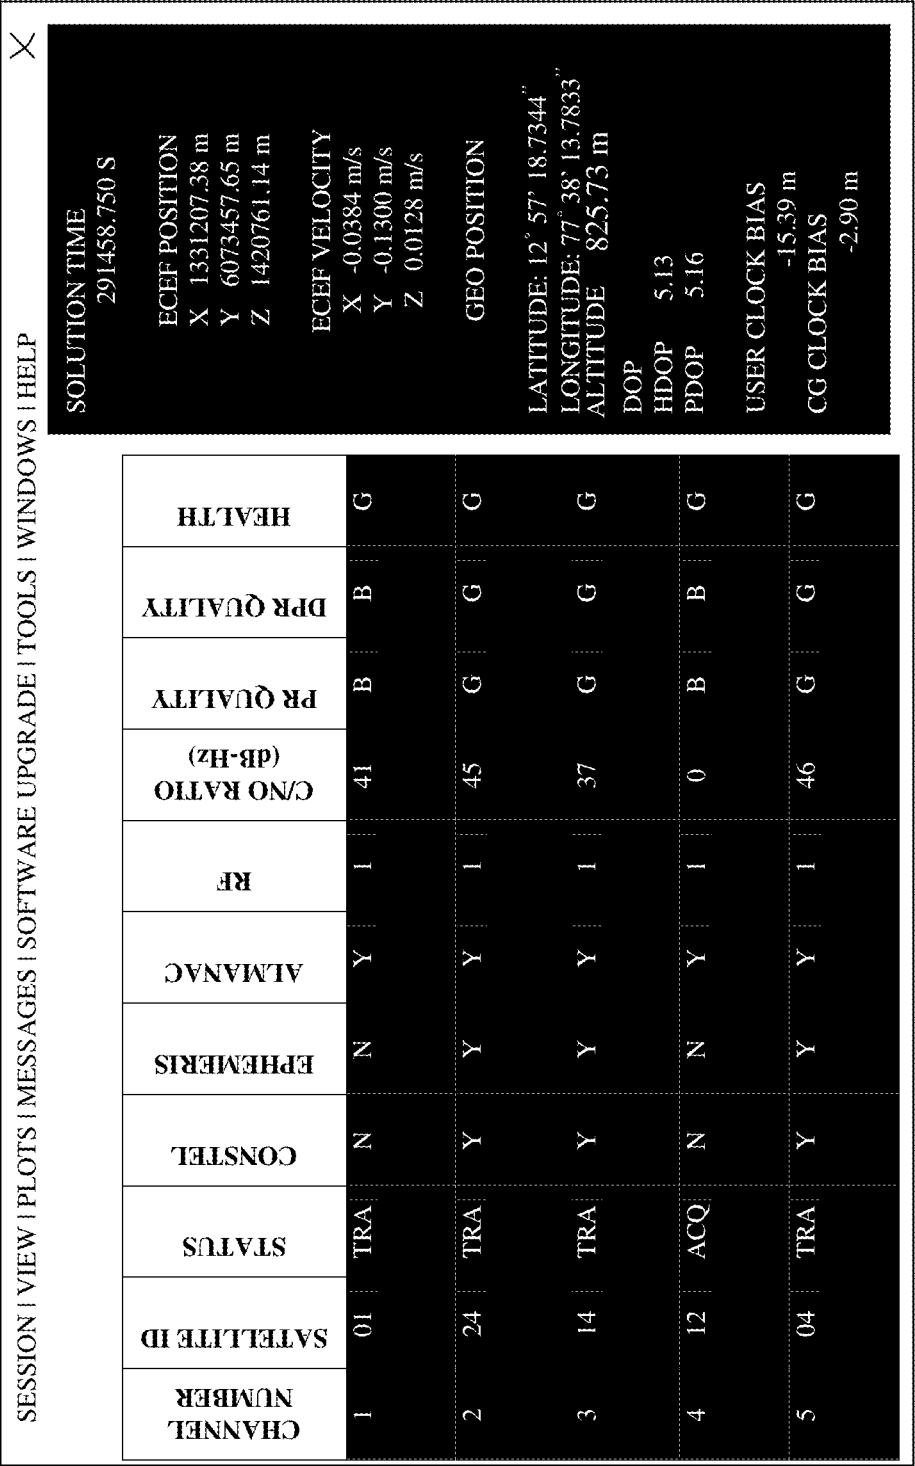 SESSION | VIEW | PLOTS | MESSAGES | SOFTWARE UPGRADE | TOOLS | WINDOWS | HELP
X
CHANNEL NUMBER SATELLITE ID STATUS CONSTEL EPHEMERIS ALMANAC RF C/NO RATIO (dB-Hz) PR QUALITY DPR QUALITY HEALTH
1 01 TRA N N Y 1 41 B B G
2 24 TRA Y Y Y 1 45 G G G
3 14 TRA Y Y Y 1 37 G G G
4 12 ACQ N N Y 1 0 B B G
5 04 TRA Y Y Y 1 46 G G G
SOLUTION TIME
291458.750 S
ECEF POSITION
X 1331207.38 m
Y 6073457.65 m
Z 1420761.14 m
ECEF VELOCITY
X -0.0384 m/s
Y -0.1300 m/s
Z 0.0128 m/s
GEO POSITION
LATITUDE: 12° 57' 18.7344"
LONGITUDE: 77° 38' 13.7833"
ALTITUDE 825.73 m
DOP
HDOP 5.13
PDOP 5.16
USER CLOCK BIAS
-15.39 m
CG CLOCK BIAS
-2.90 m